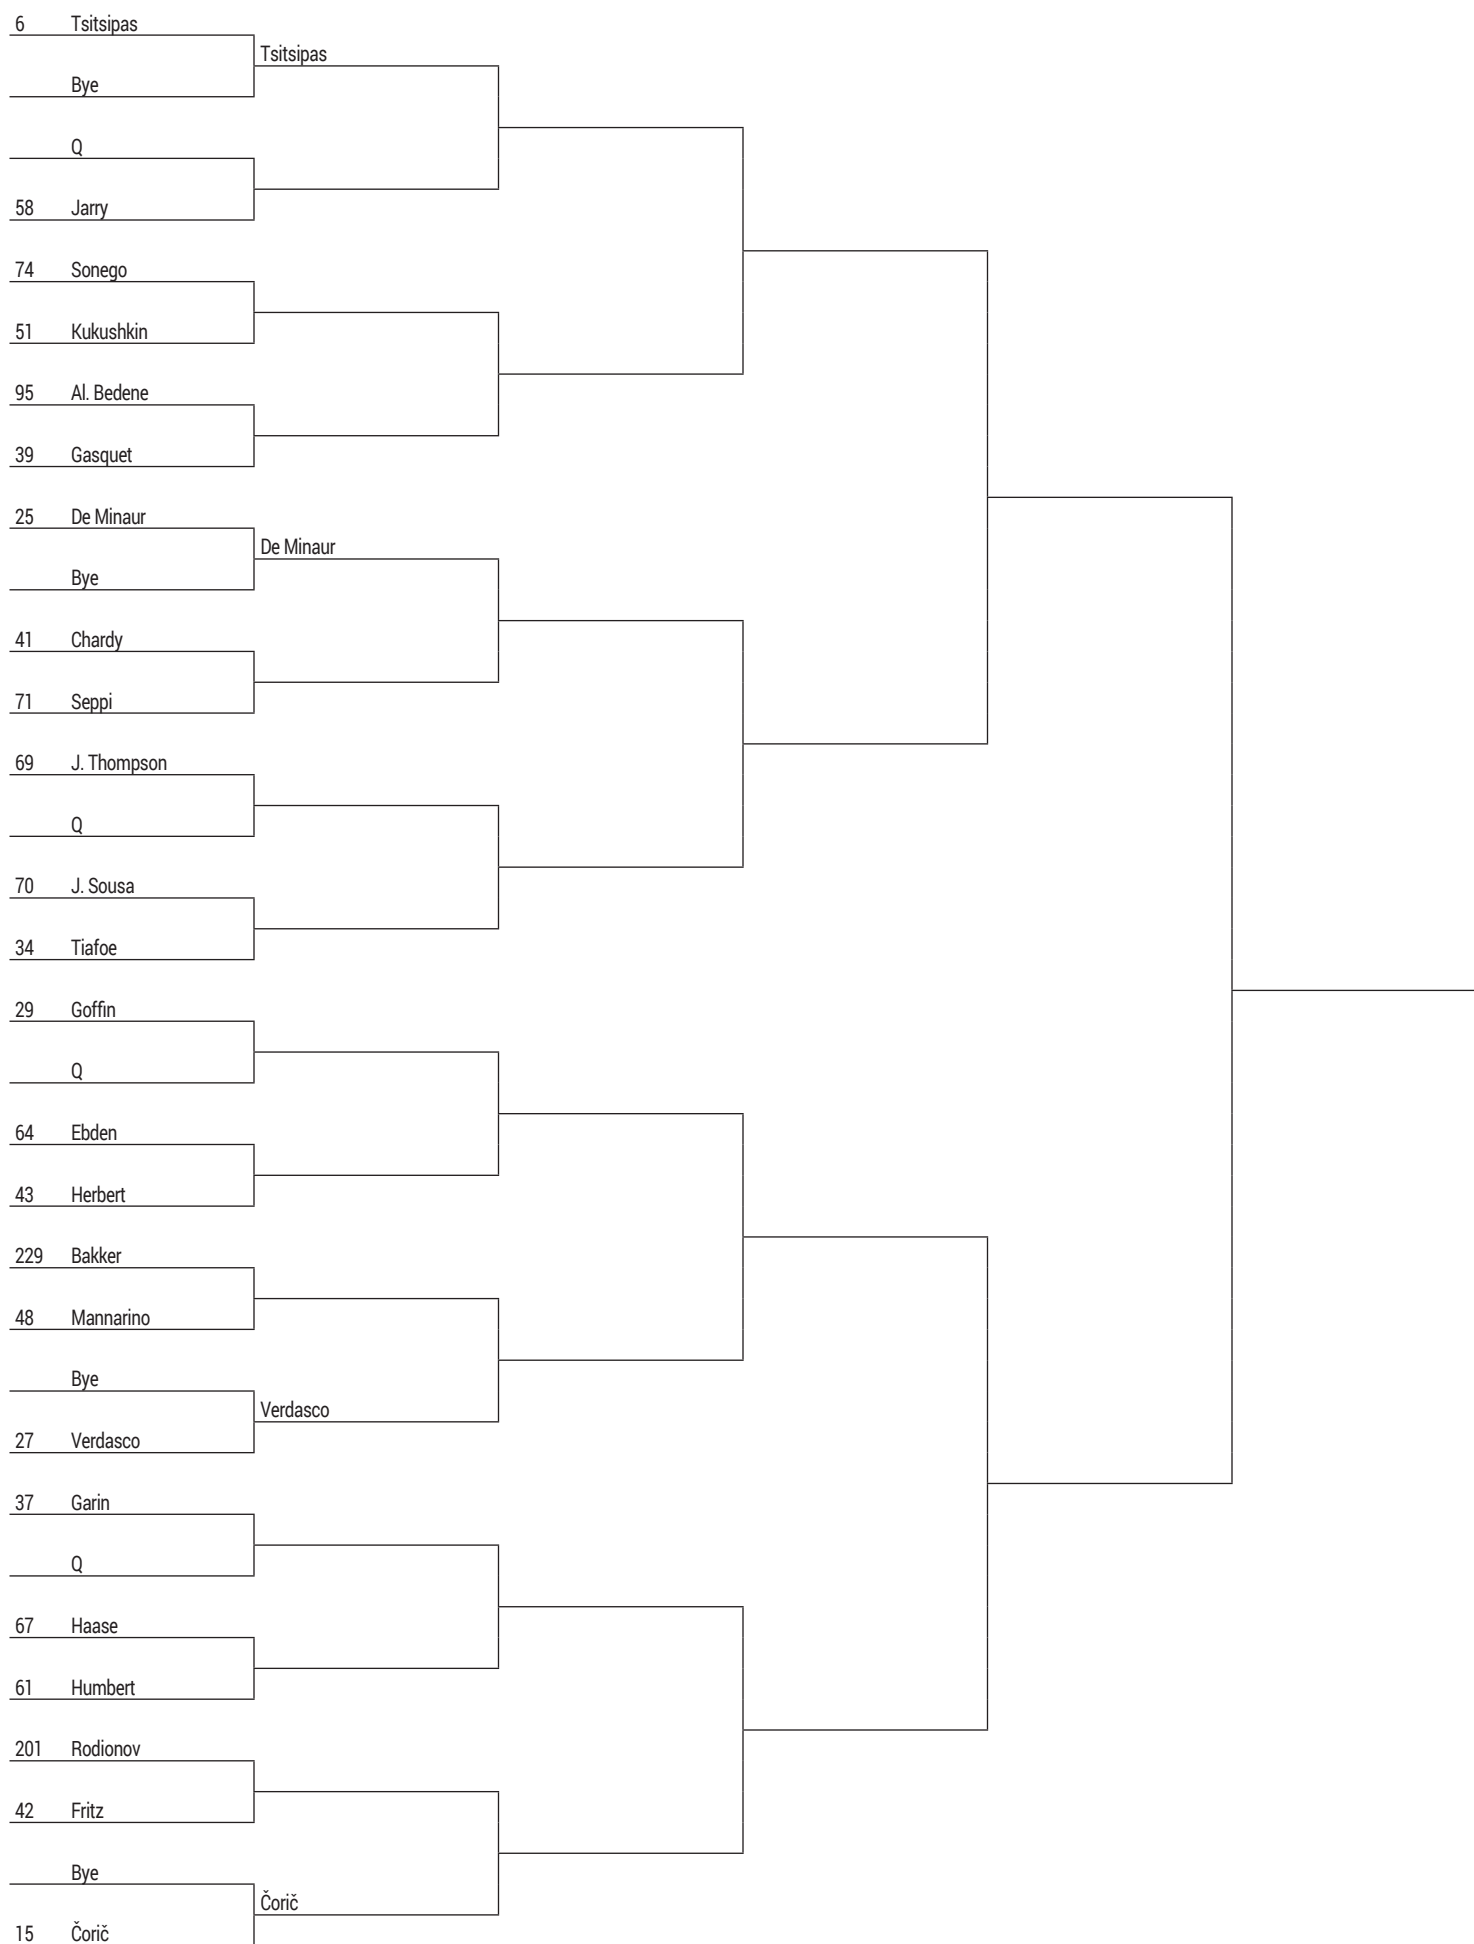 6 Tsitsipas
Tsitsipas
Bye
Q
58 Jarry
74 Sonego
51 Kukushkin
95 Al. Bedene
39 Gasquet
25 De Minaur
De Minaur
Bye
41 Chardy
71 Seppi
69 J. Thompson
Q
70 J. Sousa
34 Tiafoe
29 Goffin
Q
64 Ebden
43 Herbert
229 Bakker
48 Mannarino
Bye
Verdasco
27 Verdasco
37 Garin
Q
67 Haase
61 Humbert
201 Rodionov
42 Fritz
Bye
Čorič
15 Čorič